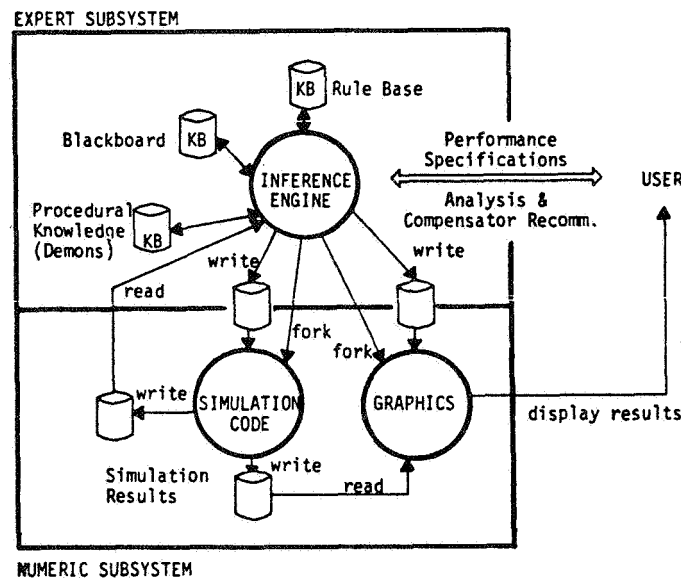 EXPERT SUBSYSTEM
KB
Rule Base
Blackboard
KB
Performance
Specifications
INFERENCE
ENGINE
USER
Analysis &
Compensator Recomm.
Procedural
Knowledge
(Demons)
KB
write
write
read
fork
fork
write
SIMULATION
CODE
GRAPHICS
display results
Simulation
Results
write
read
NUMERIC SUBSYSTEM